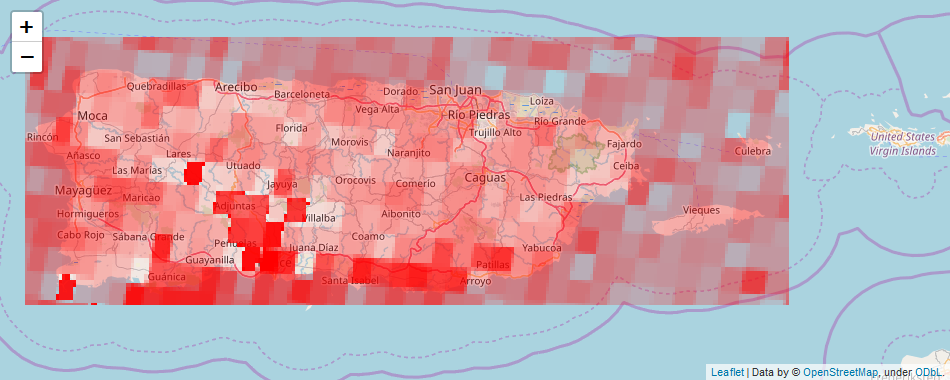 +
−
Quebradillas
Arecibo
Barceloneta
Dorado
San Juan
Loíza
Moca
Vega Alta
Río Piedras
Río Grande
Rincón
San Sebastián
Florida
Morovis
Trujillo Alto
Fajardo
United States
Virgin Islands
Añasco
Lares
Naranjito
Culebra
Las Marías
Utuado
Ceiba
Mayagüez
Jayuya
Orocovis
Comerío
Caguas
Maricao
Adjuntas
Las Piedras
Hormigueros
Villalba
Aibonito
Vieques
Cabo Rojo
Sábana Grande
Peñuelas
Juana Díaz
Coamo
Yabucoa
Guayanilla
Patillas
Guánica
Santa Isabel
Arroyo
Leaflet | Data by © OpenStreetMap, under ODbL.